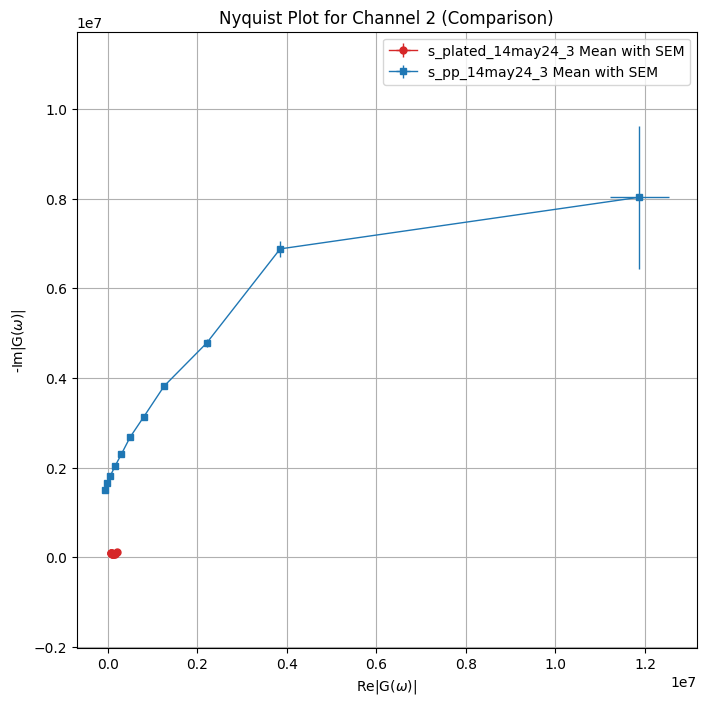 Nyquist Plot for Channel 2 (Comparison)
1e7
s_plated_14may24_3 Mean with SEM
s_pp_14may24_3 Mean with SEM
1.0
0.8
0.6
0.4
0.2
0.0
−0.2
-Im|G(ω)|
0.0 0.2 0.4 0.6 0.8 1.0 1.2
1e7
Re|G(ω)|